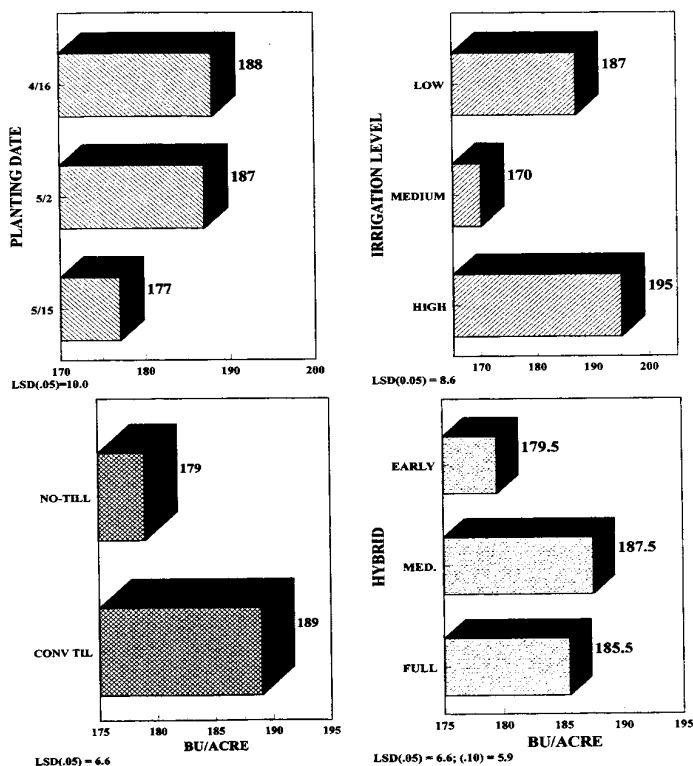 PLANTING DATE
4/16
188
5/2
187
5/15
177
170 180 190 200
LSD(.05)=10.0
IRRIGATION LEVEL
LOW
187
MEDIUM
170
HIGH
195
170 180 190 200
LSD(0.05) = 8.6
NO-TILL
179
CONV TIL
189
175 180 185 190 195
BU/ACRE
LSD(.05) = 6.6
HYBRID
EARLY
179.5
MED.
187.5
FULL
185.5
175 180 185 190 195
BU/ACRE
LSD(.05) = 6.6; (.10) = 5.9